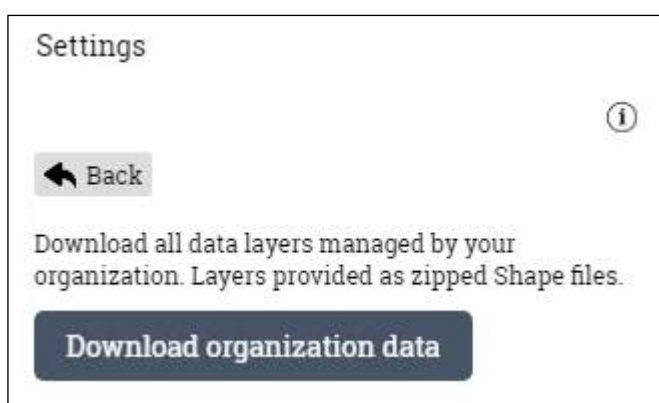 Settings
i
Back
Download all data layers managed by your
organization. Layers provided as zipped Shape files.
Download organization data